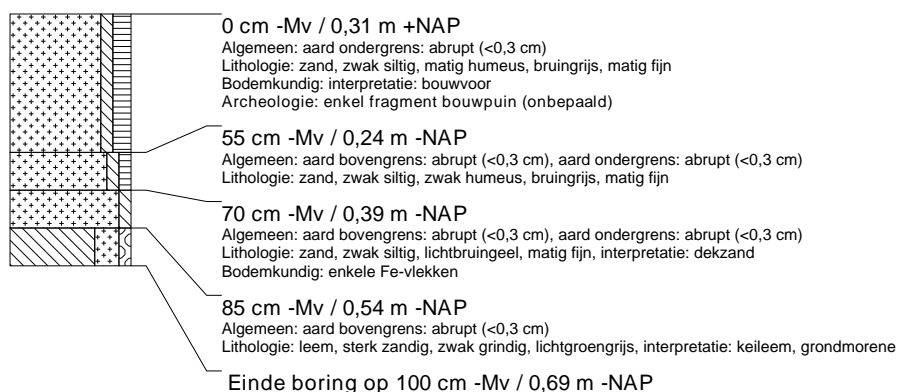 0 cm -Mv / 0,31 m +NAP
Algemeen: aard ondergrens: abrupt (<0,3 cm)
Lithologie: zand, zwak siltig, matig humeus, bruingrijs, matig fijn
Bodemkundig: interpretatie: bouwvoor
Archeologie: enkel fragment bouwpuin (onbepaald)
55 cm -Mv / 0,24 m -NAP
Algemeen: aard bovengrens: abrupt (<0,3 cm), aard ondergrens: abrupt (<0,3 cm)
Lithologie: zand, zwak siltig, zwak humeus, bruingrijs, matig fijn
70 cm -Mv / 0,39 m -NAP
Algemeen: aard bovengrens: abrupt (<0,3 cm), aard ondergrens: abrupt (<0,3 cm)
Lithologie: zand, zwak siltig, lichtbruingeel, matig fijn, interpretatie: dekzand
Bodemkundig: enkele Fe-vlekken
85 cm -Mv / 0,54 m -NAP
Algemeen: aard bovengrens: abrupt (<0,3 cm)
Lithologie: leem, sterk zandig, zwak grindig, lichtgroengrijs, interpretatie: keileem, grondmorene
Einde boring op 100 cm -Mv / 0,69 m -NAP